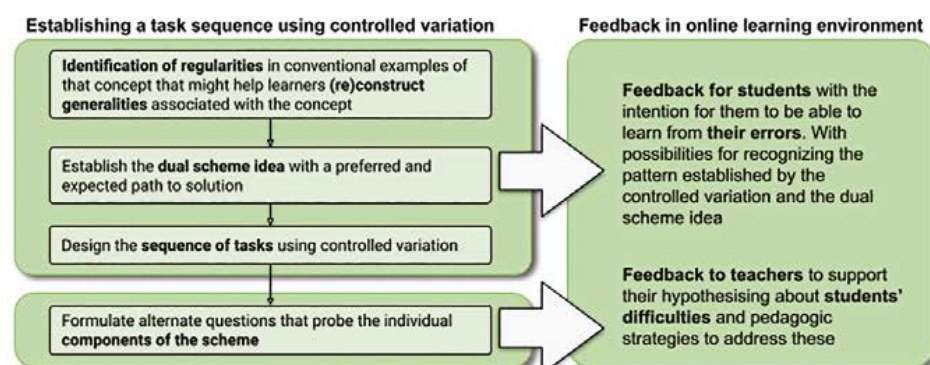 Establishing a task sequence using controlled variation
Identification of regularities in conventional examples of
that concept that might help learners (re)construct
generalities associated with the concept
Establish the dual scheme idea with a preferred and
expected path to solution
Design the sequence of tasks using controlled variation
Formulate alternate questions that probe the individual
components of the scheme
Feedback in online learning environment
Feedback for students with the
intention for them to be able to
learn from their errors. With
possibilities for recognizing the
pattern established by the
controlled variation and the dual
scheme idea
Feedback to teachers to support
their hypothesising about students'
difficulties and pedagogic
strategies to address these